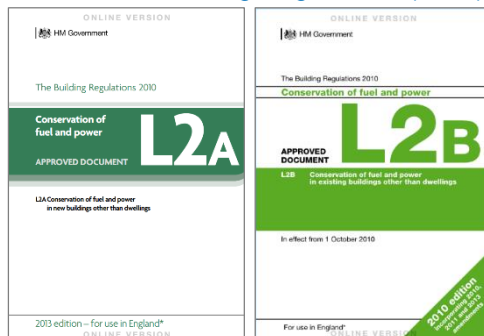 ONLINE VERSION
HM Government
The Building Regulations 2010
Conservation of
fuel and power
APPROVED DOCUMENT
L2A
L2A Conservation of fuel and power
in new buildings other than dwellings
2013 edition – for use in England*
ONLINE VERSION
ONLINE VERSION
HM Government
The Building Regulations 2010
Conservation of fuel and power
APPROVED
DOCUMENT
L2B
L2B Conservation of fuel and power
in existing buildings other than dwellings
In effect from 1 October 2010
2010 edition
incorporating 2010,
2011 and 2013
amendments
For use in England*
ONLINE VERSION